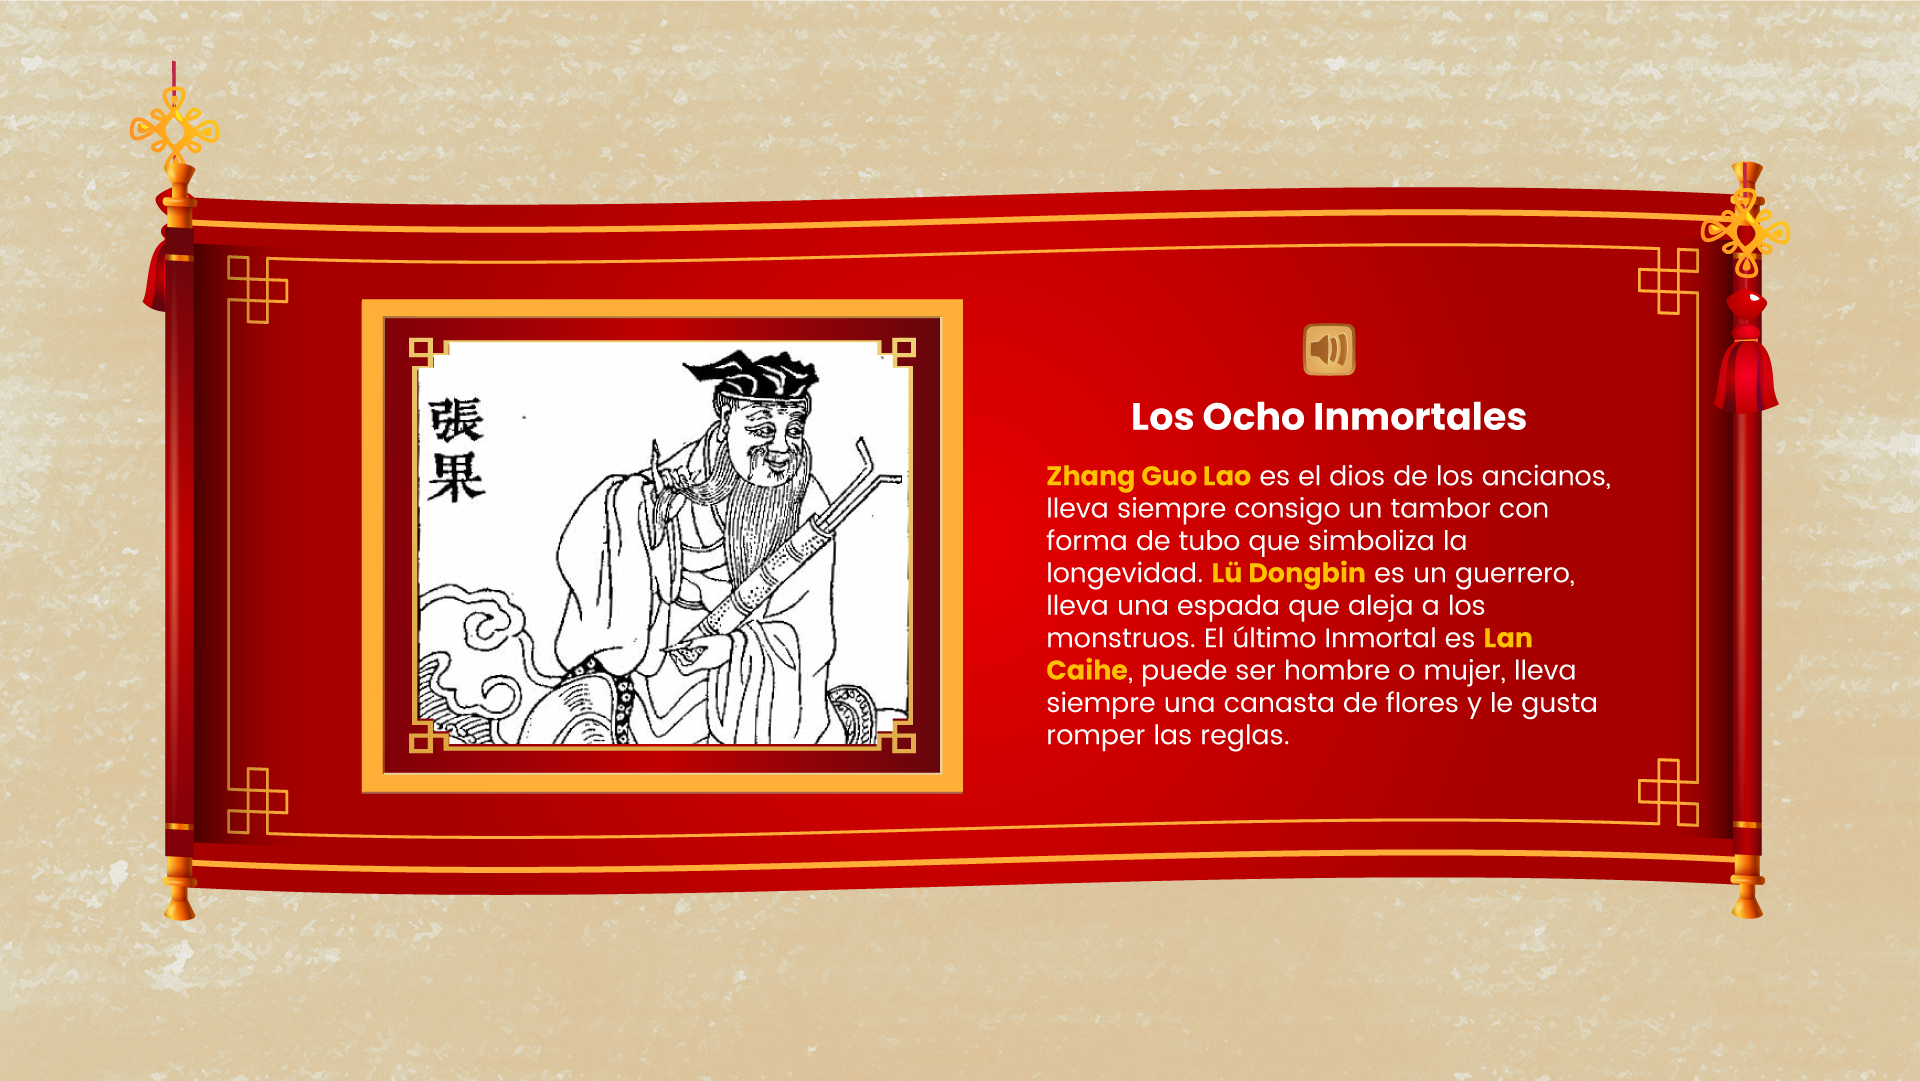 張果
Los Ocho Inmortales
Zhang Guo Lao es el dios de los ancianos,
lleva siempre consigo un tambor con
forma de tubo que simboliza la
longevidad. Lü Dongbin es un guerrero,
lleva una espada que aleja a los
monstruos. El último Inmortal es Lan
Caihe, puede ser hombre o mujer, lleva
siempre una canasta de flores y le gusta
romper las reglas.